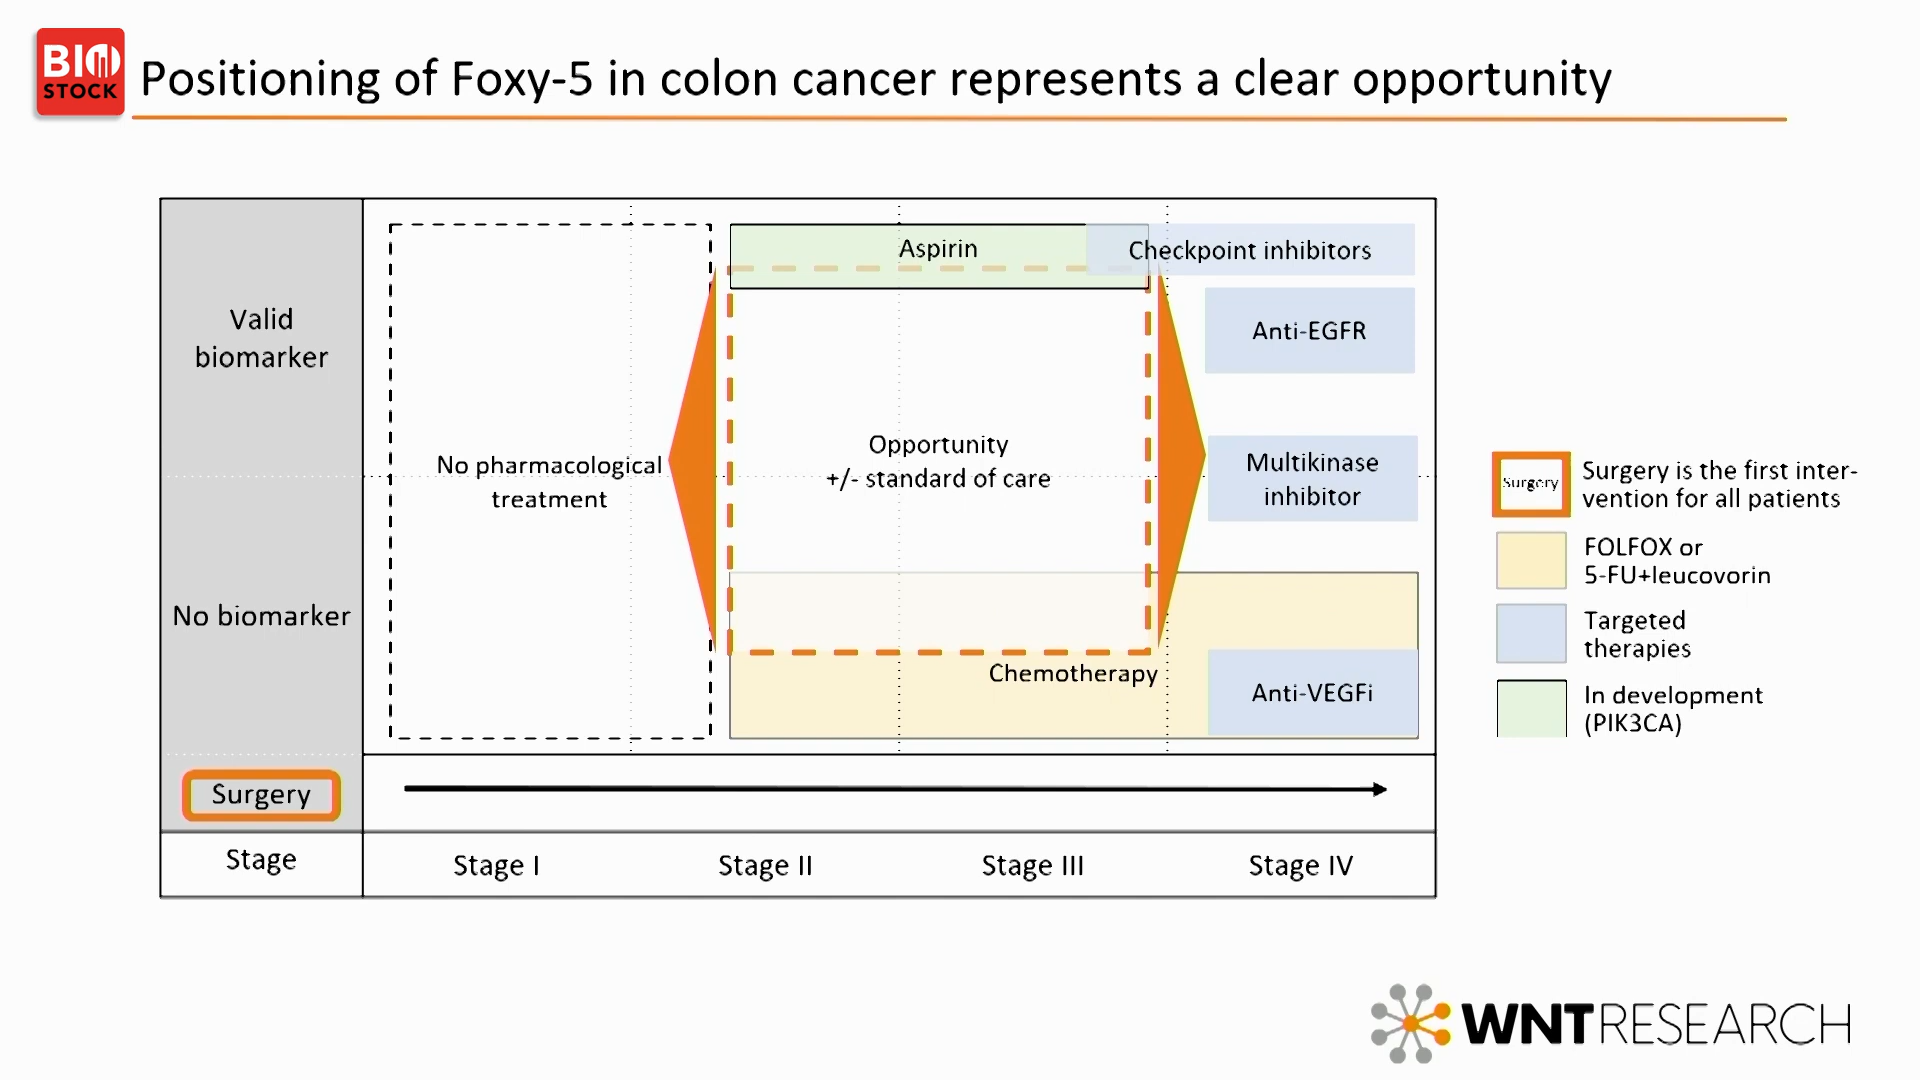 BIO
STOCK
Positioning of Foxy-5 in colon cancer represents a clear opportunity
Valid
biomarker
No biomarker
Surgery
Stage
No pharmacological
treatment
Aspirin
Checkpoint inhibitors
Anti-EGFR
Opportunity
+/- standard of care
Multikinase
inhibitor
Chemotherapy
Anti-VEGFi
Stage I
Stage II
Stage III
Stage IV
Surgery
Surgery is the first inter-
vention for all patients
FOLFOX or
5-FU+leucovorin
Targeted
therapies
In development
(PIK3CA)
WNTRESEARCH